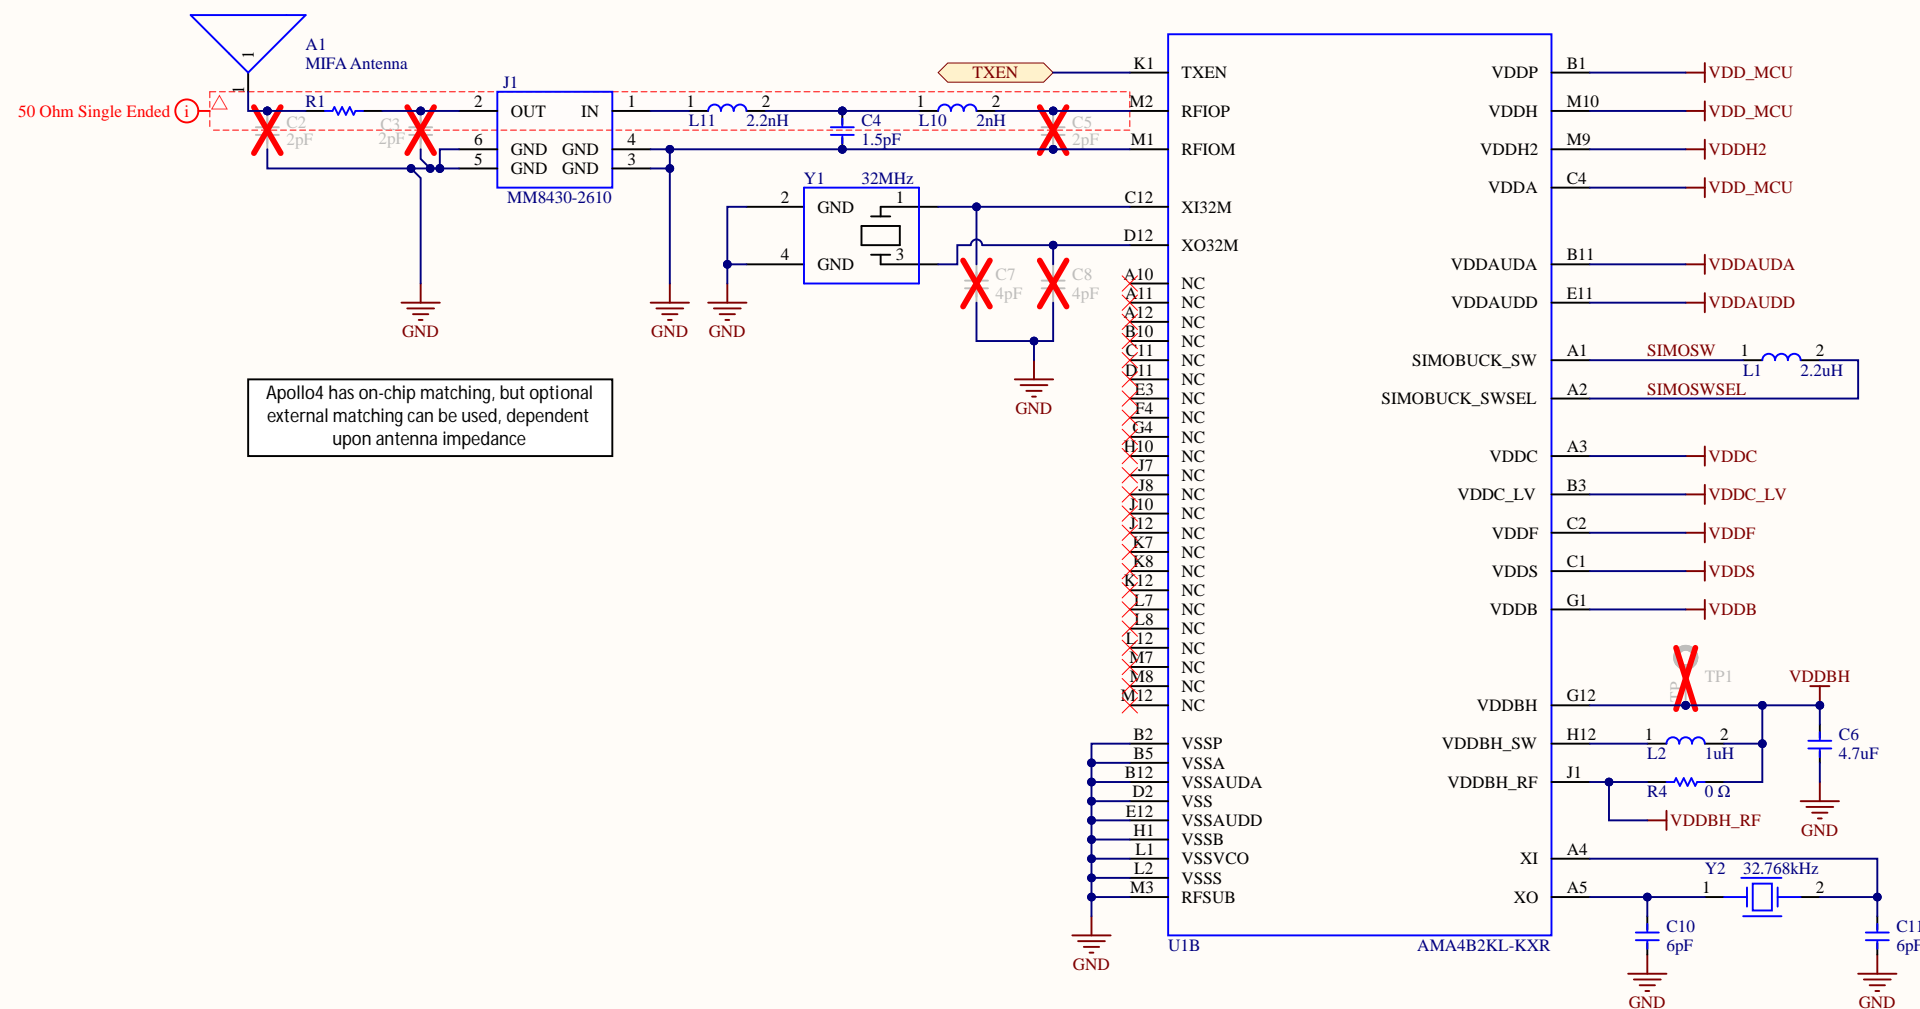 A1
MIFA Antenna
1
1
50 Ohm Single Ended
i
R1
C2
2pF
C3
2pF
J1
2 OUT IN 1
6 GND GND 4
5 GND GND 3
MM8430-2610
1 2
L11 2.2nH
C4
1.5pF
1 2
L10 2nH
C5
2pF
TXEN
Y1 32MHz
2 GND 1
4 GND 3
C7
4pF
C8
4pF
GND
GND
GND
GND
Apollo4 has on-chip matching, but optional
external matching can be used, dependent
upon antenna impedance
K1 TXEN
M2 RFIOP
M1 RFIOM
C12 XI32M
D12 XO32M
A10 NC
A11 NC
A12 NC
B10 NC
C11 NC
D11 NC
E3 NC
F4 NC
G4 NC
H10 NC
J7 NC
J8 NC
J10 NC
J12 NC
K7 NC
K8 NC
K12 NC
L7 NC
L8 NC
L12 NC
M7 NC
M8 NC
M12 NC
B2 VSSP
B5 VSSA
B12 VSSAUDA
D2 VSS
E12 VSSAUDD
H1 VSSB
L1 VSSVCO
L2 VSSS
M3 RFSUB
GND
U1B
AMA4B2KL-KXR
VDDP B1 VDD_MCU
VDDH M10 VDD_MCU
VDDH2 M9 VDDH2
VDDA C4 VDD_MCU
VDDAUDA B11 VDDAUDA
VDDAUDD E11 VDDAUDD
SIMOBUCK_SW A1 SIMOSW 1 2
L1 2.2uH
SIMOBUCK_SWSEL A2 SIMOSWSEL
VDDC A3 VDDC
VDDC_LV B3 VDDC_LV
VDDF C2 VDDF
VDDS C1 VDDS
VDDB G1 VDDB
TP TP1
VDDBH
VDDBH G12
VDDBH_SW H12 1 2
L2 1uH
C6
4.7uF
VDDBH_RF J1
R4 0 Ω
VDDBH_RF
GND
XI A4
Y2 32.768kHz
XO A5 1 2
C10
6pF
C11
6pF
GND
GND